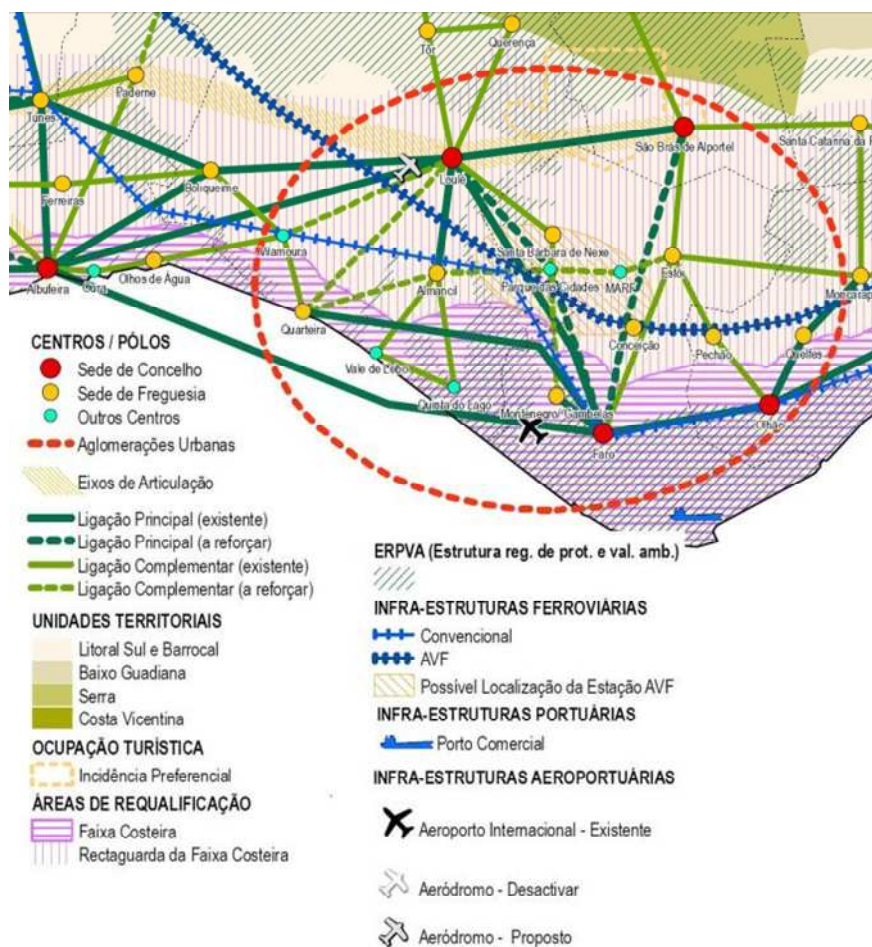 Tôr
Querença
Paderne
Tunes
São Brás de Alportel
Santa Catarina da F
Loulé
Boliqueime
Ferreiras
Vilamoura
Santa Bárbara de Nexe
Parque das Cidades
MARF
Estói
Albufeira
Olhos de Água
Almancil
Moncarap
Quarteira
Conceição
Pechão
Quelfes
Vale de Lobo
Quinta do Lago
Montenegro/ Gambelas
Faro
Olhão
CENTROS / PÓLOS
Sede de Concelho
Sede de Freguesia
Outros Centros
Aglomerações Urbanas
Eixos de Articulação
Ligação Principal (existente)
Ligação Principal (a reforçar)
Ligação Complementar (existente)
Ligação Complementar (a reforçar)
UNIDADES TERRITORIAIS
Litoral Sul e Barrocal
Baixo Guadiana
Serra
Costa Vicentina
OCUPAÇÃO TURÍSTICA
Incidência Preferencial
ÁREAS DE REQUALIFICAÇÃO
Faixa Costeira
Rectaguarda da Faixa Costeira
ERPVA (Estrutura reg. de prot. e val. amb.)
INFRA-ESTRUTURAS FERROVIÁRIAS
Convencional
AVF
Possível Localização da Estação AVF
INFRA-ESTRUTURAS PORTUÁRIAS
Porto Comercial
INFRA-ESTRUTURAS AEROPORTUÁRIAS
Aeroporto Internacional - Existente
Aeródromo - Desactivar
Aeródromo - Proposto